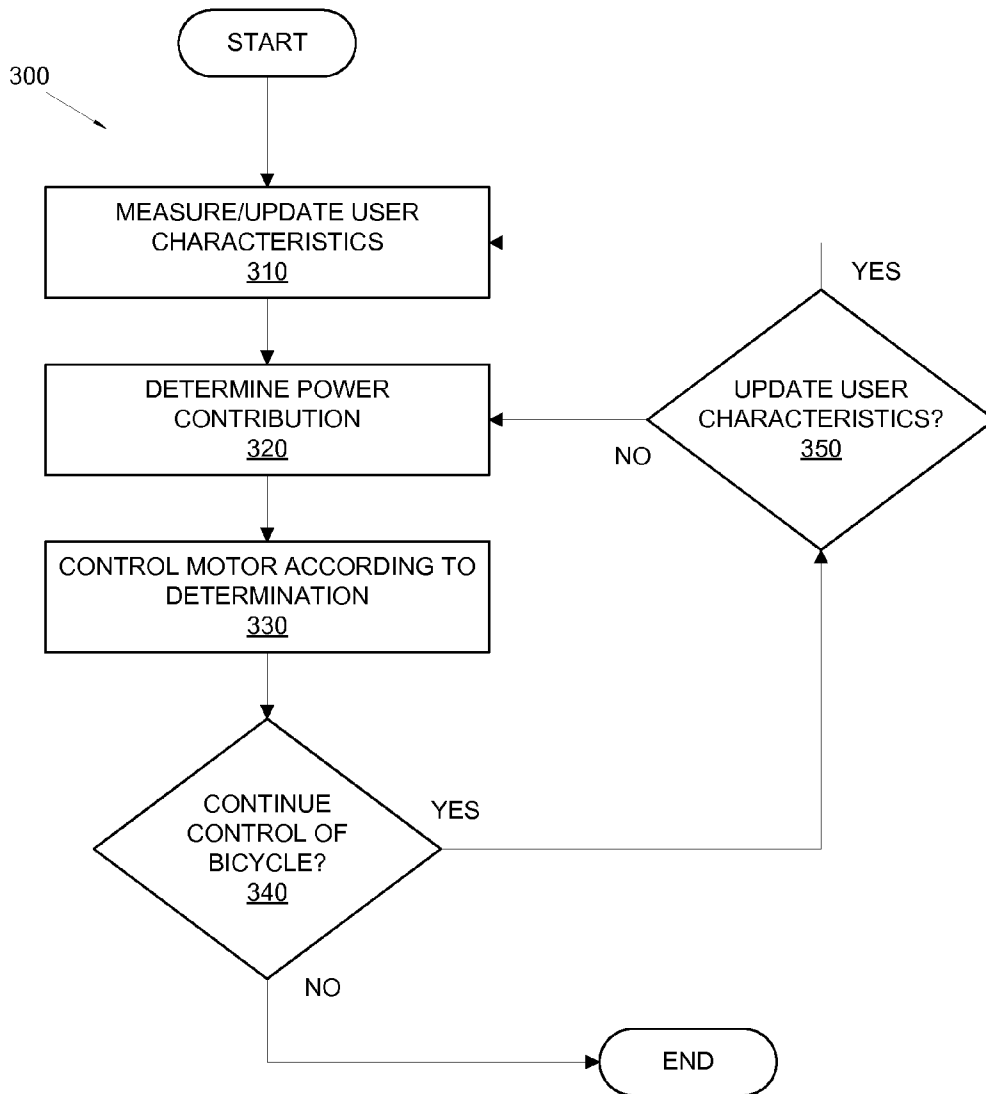 START
300
MEASURE/UPDATE USER
CHARACTERISTICS
310
YES
DETERMINE POWER
CONTRIBUTION
320
UPDATE USER
CHARACTERISTICS?
350
NO
CONTROL MOTOR ACCORDING TO
DETERMINATION
330
CONTINUE
CONTROL OF
BICYCLE?
340
YES
NO
END